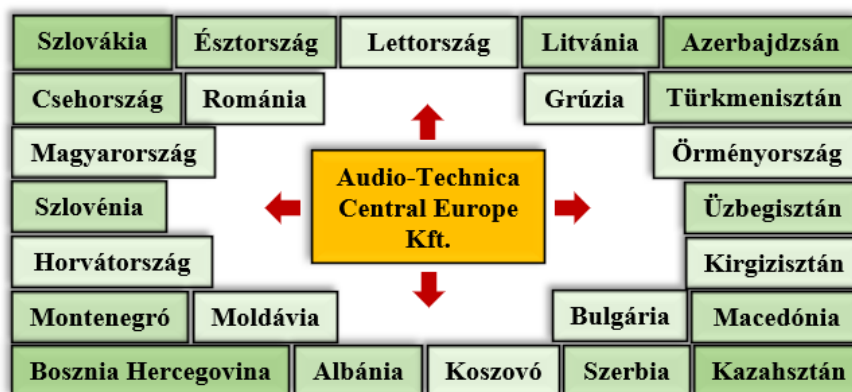 Szlovákia
Észtország
Lettország
Litvánia
Azerbajdzsán
Csehország
Románia
Grúzia
Türkmenisztán
Magyarország
Örményország
Audio-Technica
Central Europe
Kft.
Szlovénia
Üzbegisztán
Horvátország
Kirgizisztán
Montenegró
Moldávia
Bulgária
Macedónia
Bosznia Hercegovina
Albánia
Koszovó
Szerbia
Kazahsztán